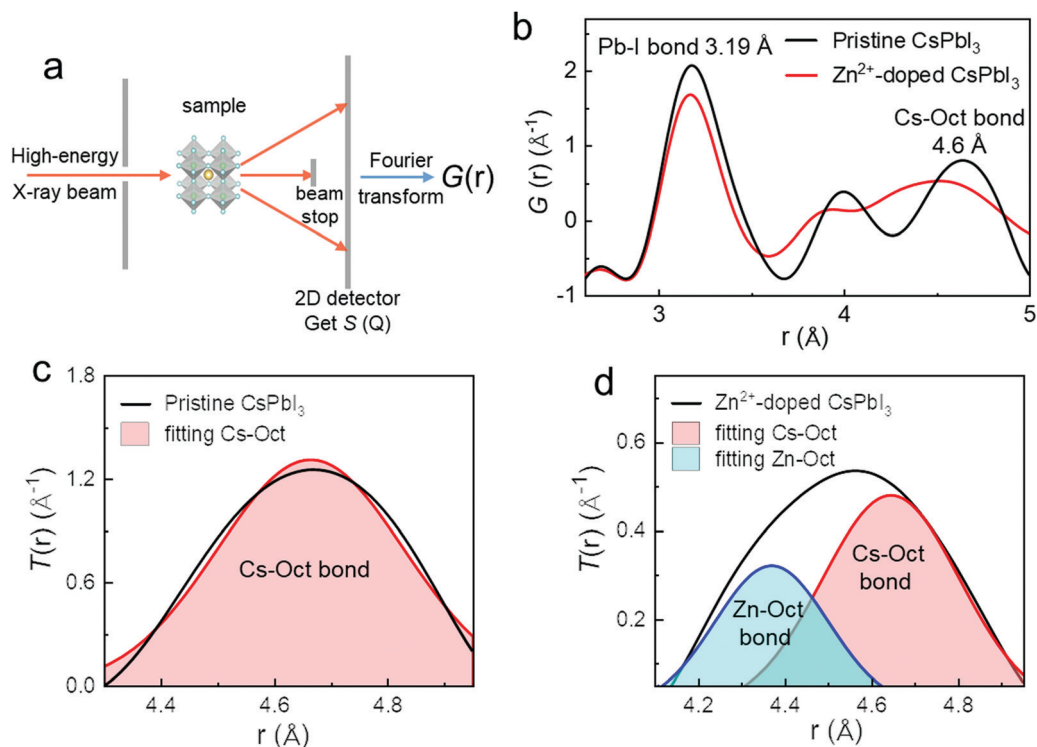 a
sample
High-energy
X-ray beam
beam
stop
Fourier
transform
G(r)
2D detector
Get S (Q)
b
Pb-I bond 3.19 Å
Pristine CsPbI₃
Zn²⁺-doped CsPbI₃
Cs-Oct bond
4.6 Å
G (r) (Å⁻¹)
2
1
0
-1
3
4
5
r (Å)
c
Pristine CsPbI₃
fitting Cs-Oct
Cs-Oct bond
T(r) (Å⁻¹)
1.8
1.2
0.6
0.0
4.4
4.6
4.8
r (Å)
d
Zn²⁺-doped CsPbI₃
fitting Cs-Oct
fitting Zn-Oct
Cs-Oct
bond
Zn-Oct
bond
T(r) (Å⁻¹)
0.6
0.4
0.2
4.2
4.4
4.6
4.8
r (Å)